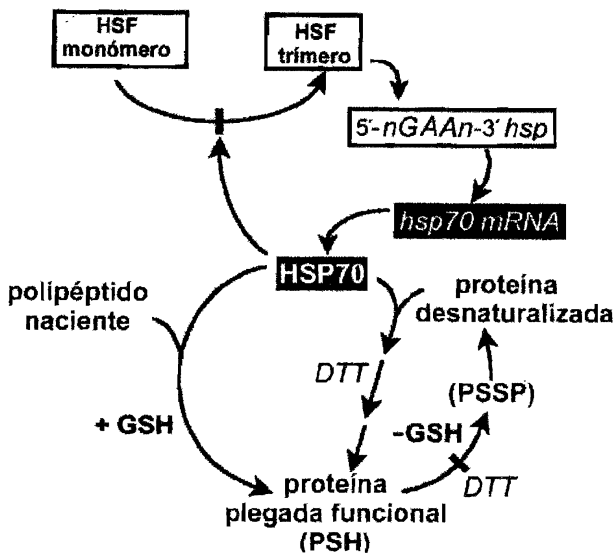 HSF
monómero
HSF
trímero
5´-nGAAn-3´ hsp
hsp70 mRNA
HSP70
polipéptido
naciente
proteína
desnaturalizada
DTT
(PSSP)
+ GSH
-GSH
DTT
proteína
plegada funcional
(PSH)